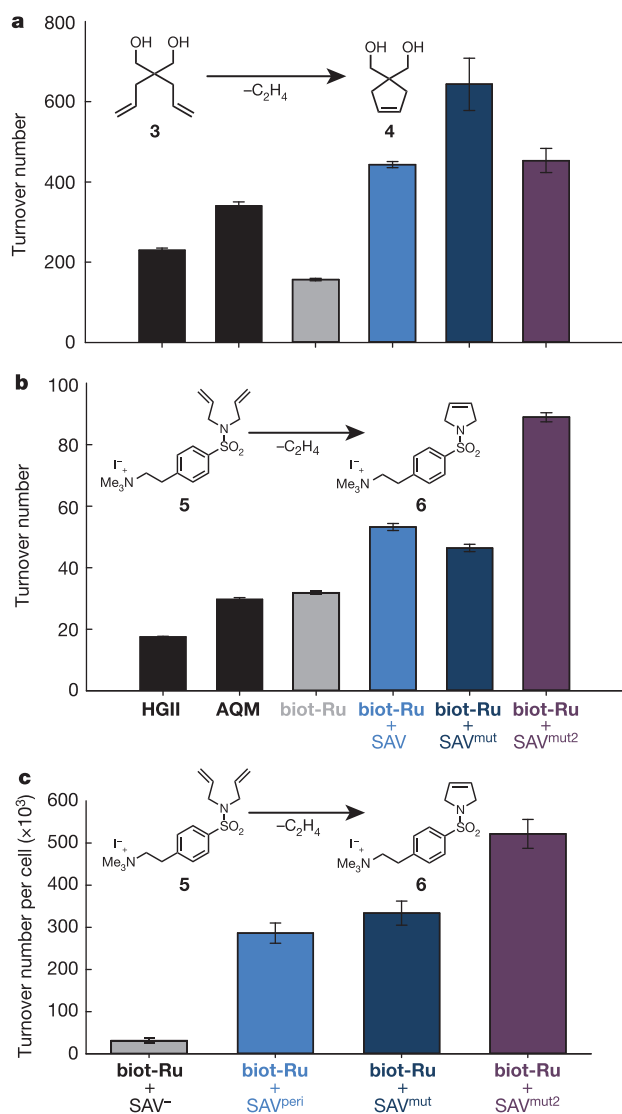 a
800
600
400
200
0
Turnover number
OH OH
3
–C₂H₄
OH OH
4
b
100
80
60
40
20
0
Turnover number
N
SO₂
I⁻
Me₃N⁺
5
–C₂H₄
N
SO₂
I⁻
Me₃N⁺
6
HGII
AQM
biot-Ru
biot-Ru
+
SAV
biot-Ru
+
SAVᵐᵘᵗ
biot-Ru
+
SAVᵐᵘᵗ²
c
600
500
400
300
200
100
0
Turnover number per cell (×10³)
N
SO₂
I⁻
Me₃N⁺
5
–C₂H₄
N
SO₂
I⁻
Me₃N⁺
6
biot-Ru
+
SAV⁻
biot-Ru
+
SAVᵖᵉʳⁱ
biot-Ru
+
SAVᵐᵘᵗ
biot-Ru
+
SAVᵐᵘᵗ²